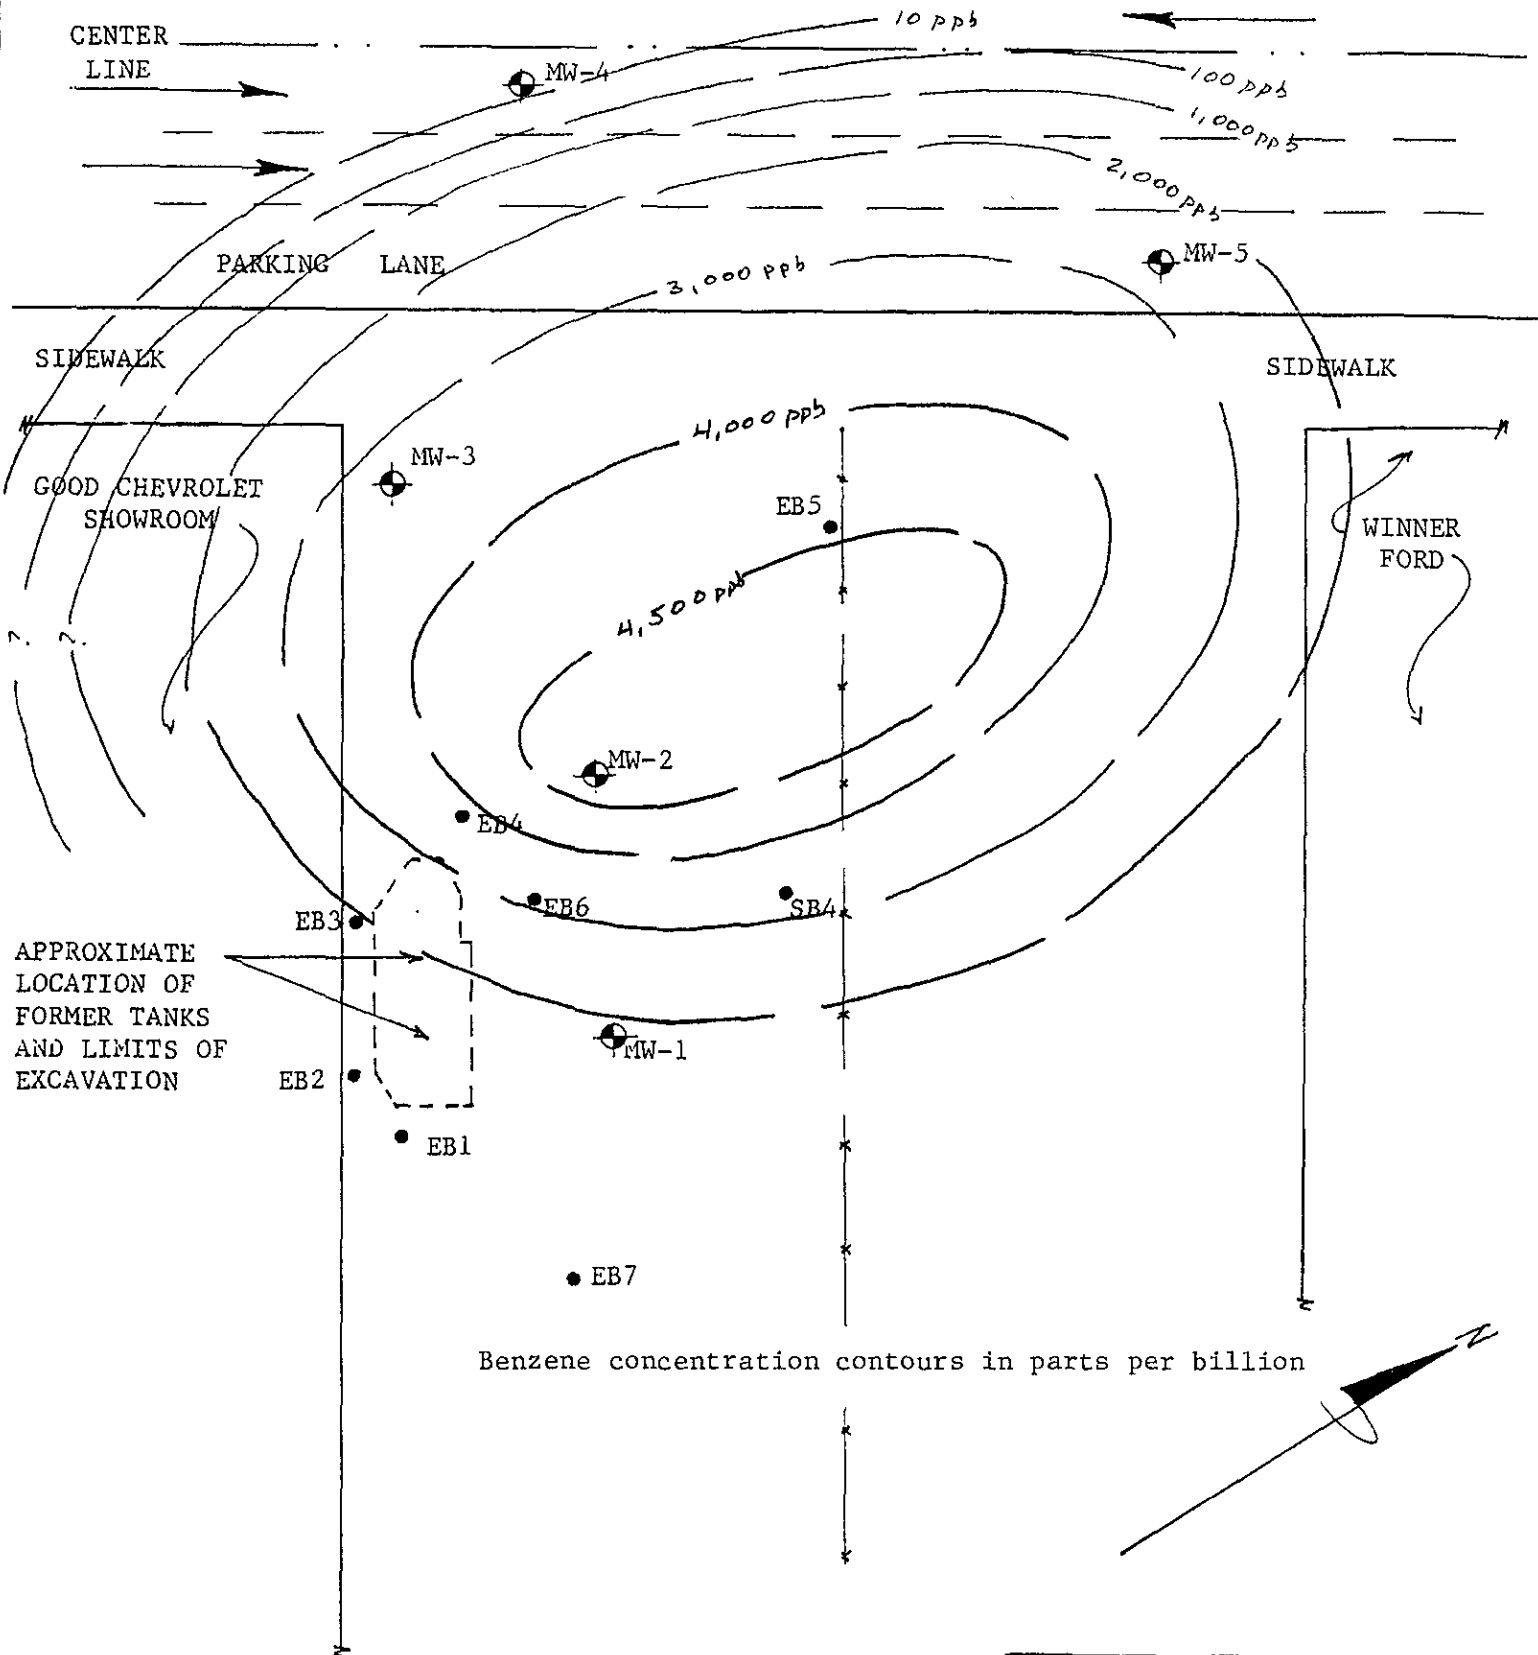 10 ppb
CENTER
LINE
MW-4
100 ppb
1,000 ppb
2,000 ppb
PARKING LANE
MW-5
3,000 ppb
SIDEWALK
SIDEWALK
4,000 ppb
MW-3
GOOD CHEVROLET
SHOWROOM
EB5
WINNER
FORD
4,500 ppb
? ?
MW-2
EB4
EB6
SB4
EB3
APPROXIMATE
LOCATION OF
FORMER TANKS
AND LIMITS OF
EXCAVATION
MW-1
EB2
EB1
EB7
Benzene concentration contours in parts per billion
N